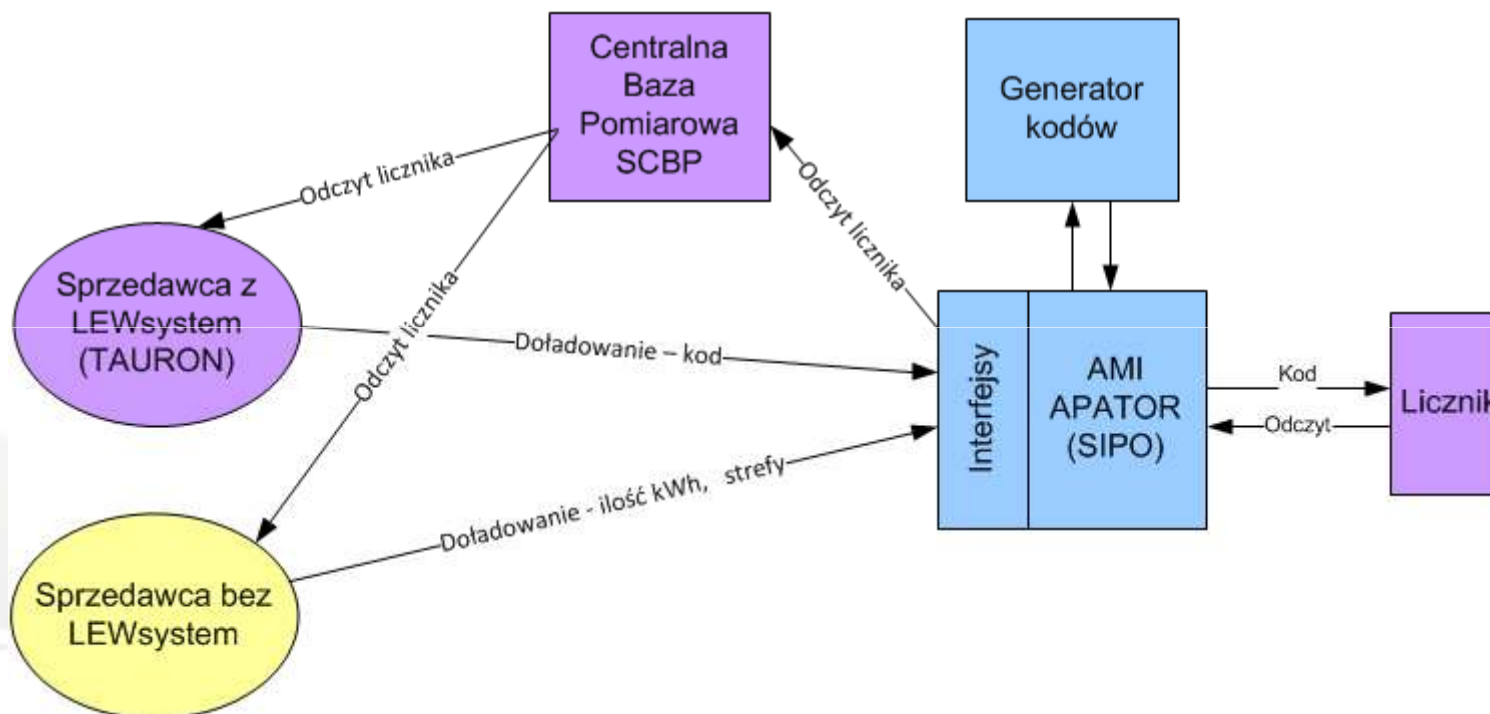 Centralna
Baza
Pomiarowa
SCBP
Generator
kodów
Odczyt licznika
Odczyt licznika
Odczyt licznika
Sprzedawca z
LEWsystem
(TAURON)
Doładowanie – kod
Interfejsy
AMI
APATOR
(SIPO)
Kod
Odczyt
Licznik
Doładowanie - ilość kWh, strefy
Sprzedawca bez
LEWsystem